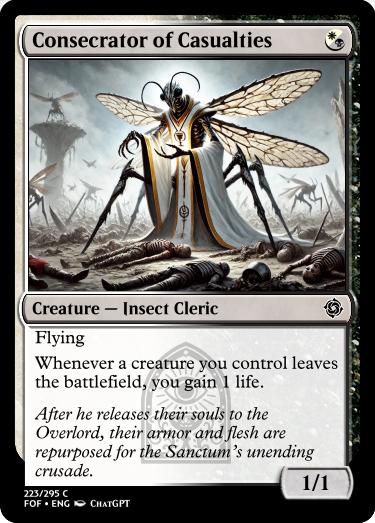 Consecrator of Casualties
Creature — Insect Cleric
Flying
Whenever a creature you control leaves
the battlefield, you gain 1 life.
After he releases their souls to the
Overlord, their armor and flesh are
repurposed for the Sanctum's unending
crusade.
1/1
223/295 C
FOF • ENG ChatGPT